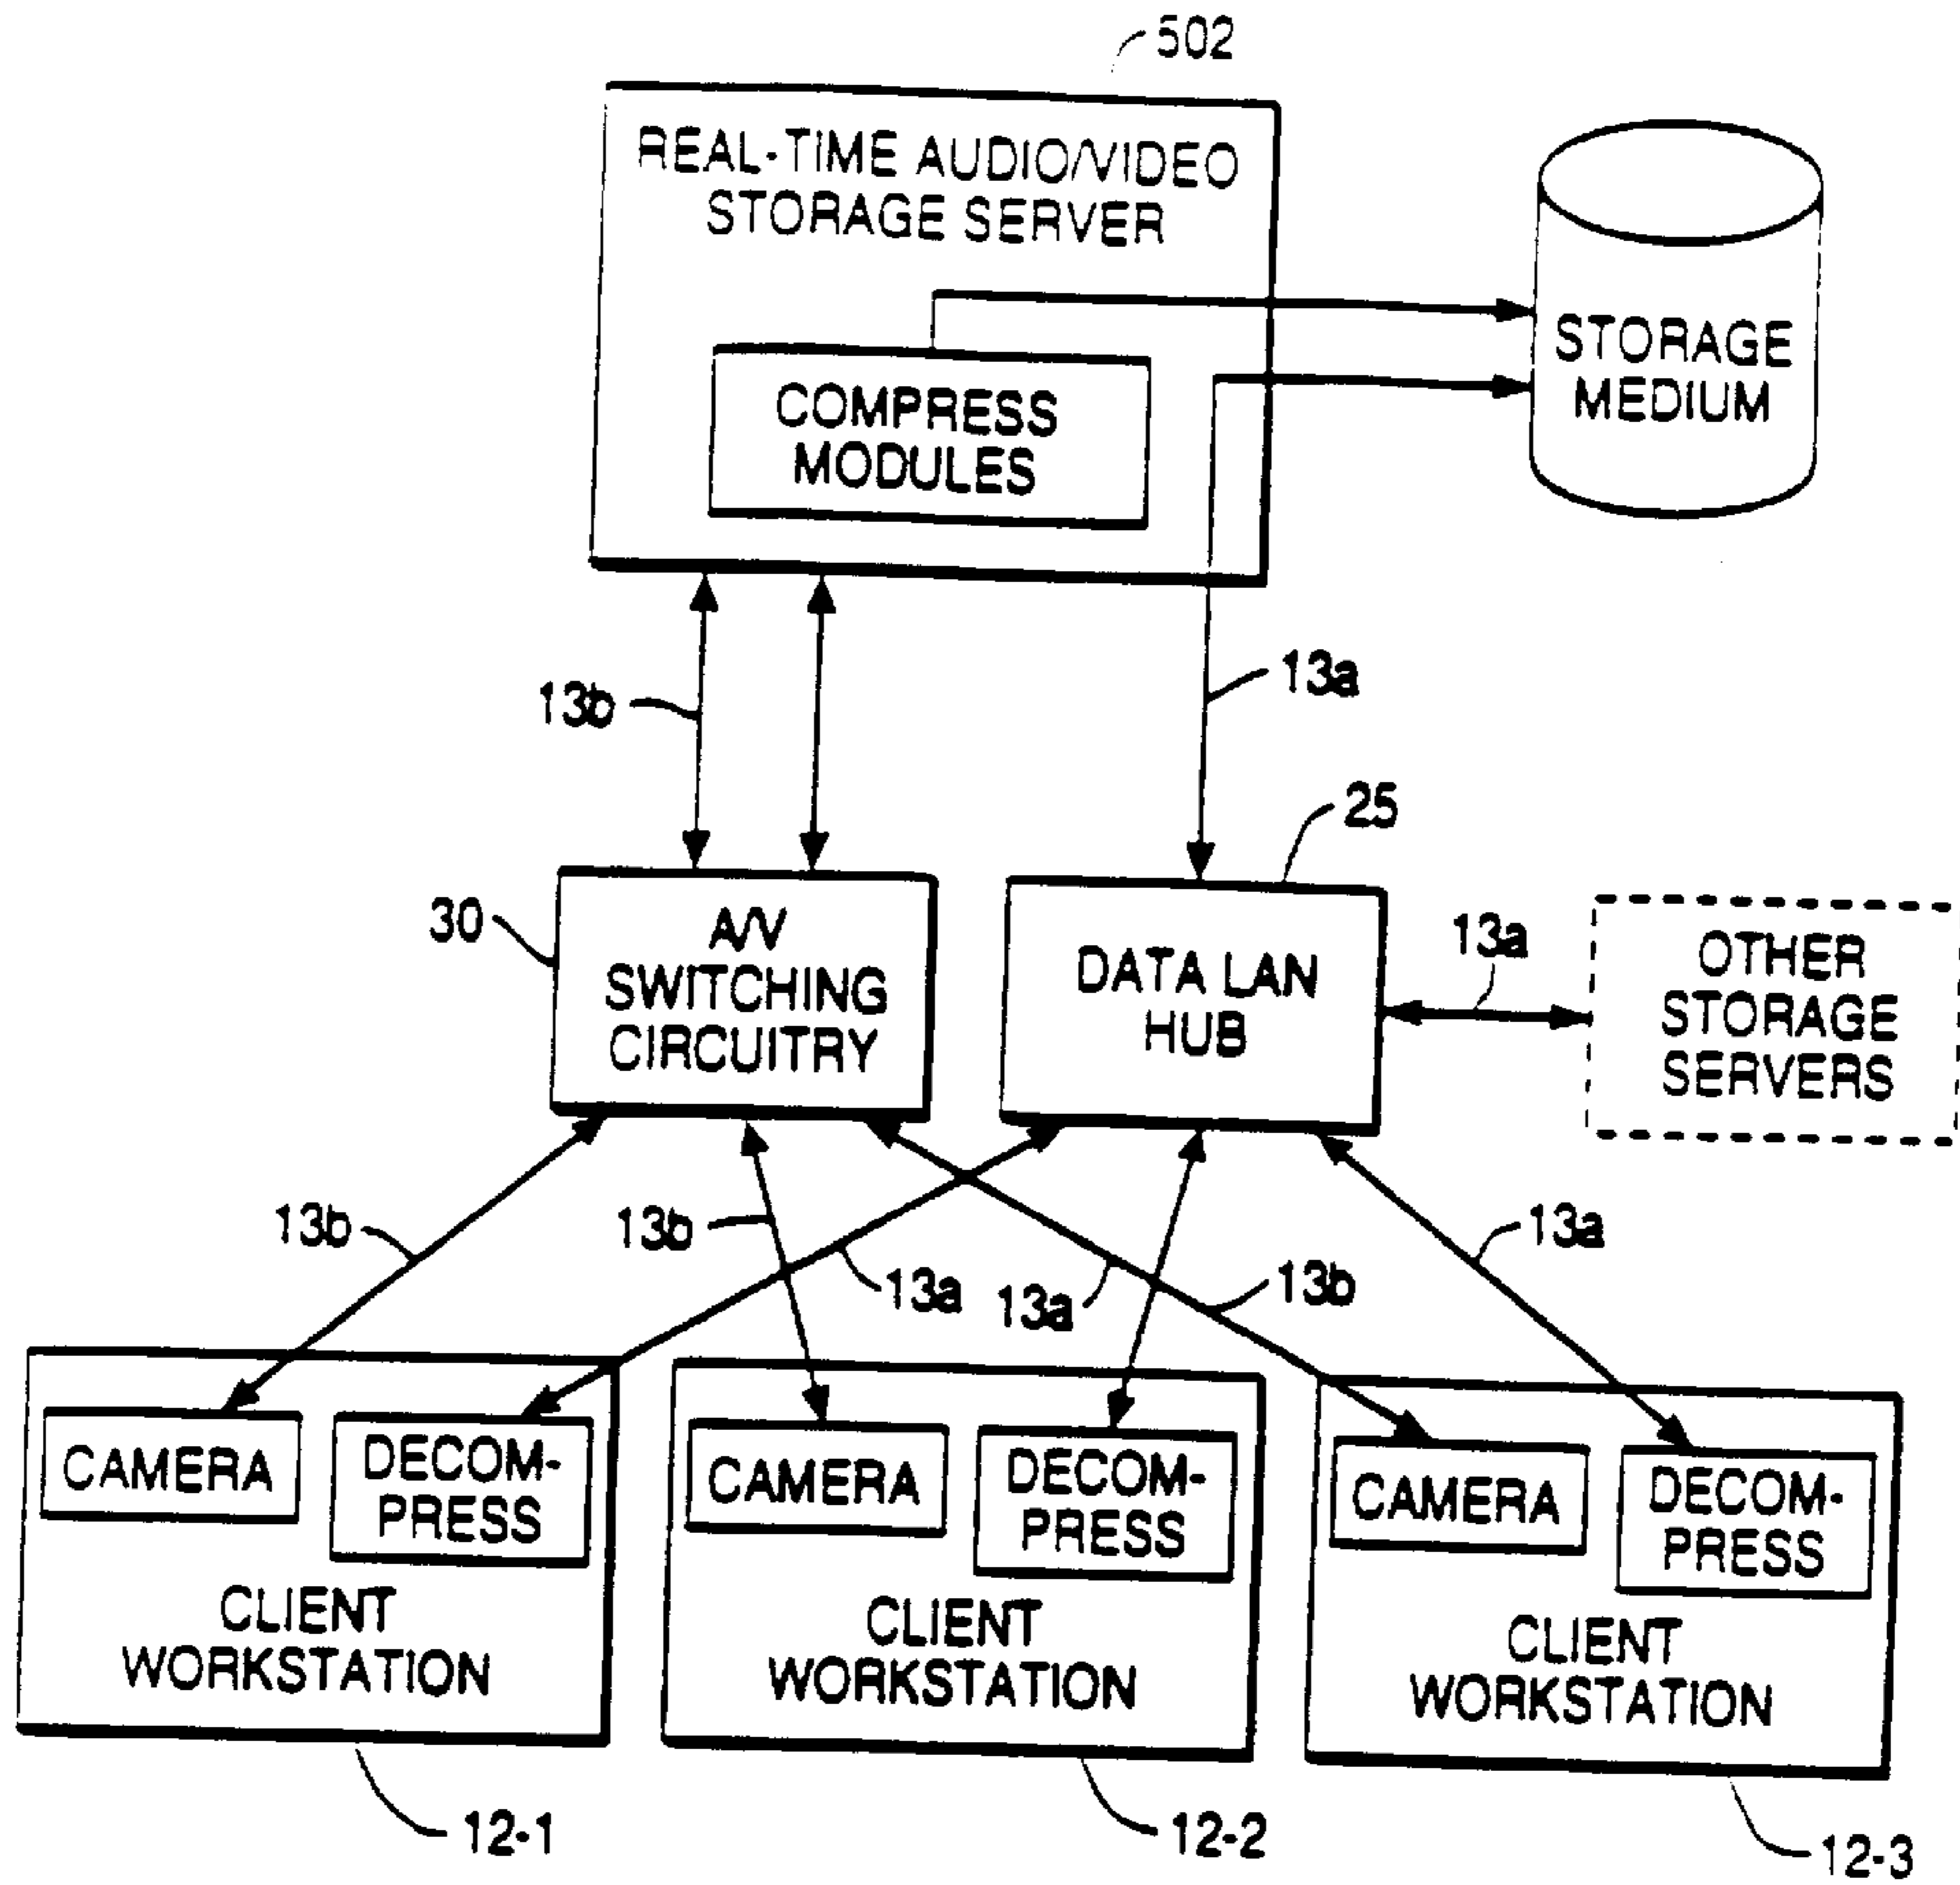 502
REAL-TIME AUDIO/VIDEO
STORAGE SERVER
COMPRESS
MODULES
STORAGE
MEDIUM
13b
13a
25
30
A/V
SWITCHING
CIRCUITRY
DATA LAN
HUB
13a
OTHER
STORAGE
SERVERS
13b
13b
13a
13a
13b
13a
CAMERA
DECOM-
PRESS
CLIENT
WORKSTATION
CAMERA
DECOM-
PRESS
CLIENT
WORKSTATION
CAMERA
DECOM-
PRESS
CLIENT
WORKSTATION
12-1
12-2
12-3